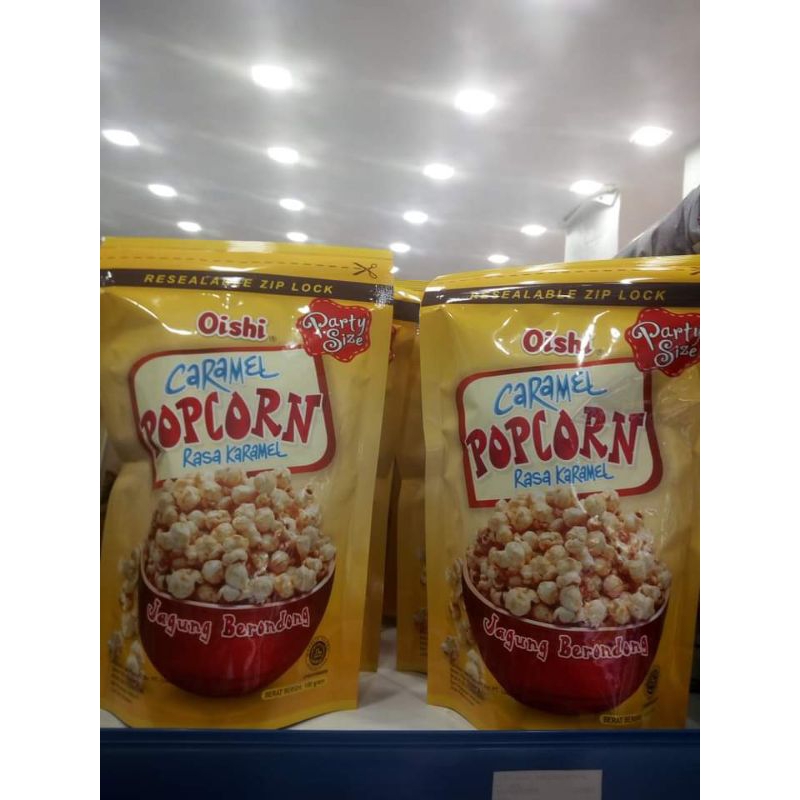 RESEALABLE ZIP LOCK
Oishi
Party
Size
CARAMEL
POPCORN
RASA KARAMEL
Jagung Berondong
RESEALABLE ZIP LOCK
Oishi
Party
Size
CARAMEL
POPCORN
RASA KARAMEL
Jagung Berondong